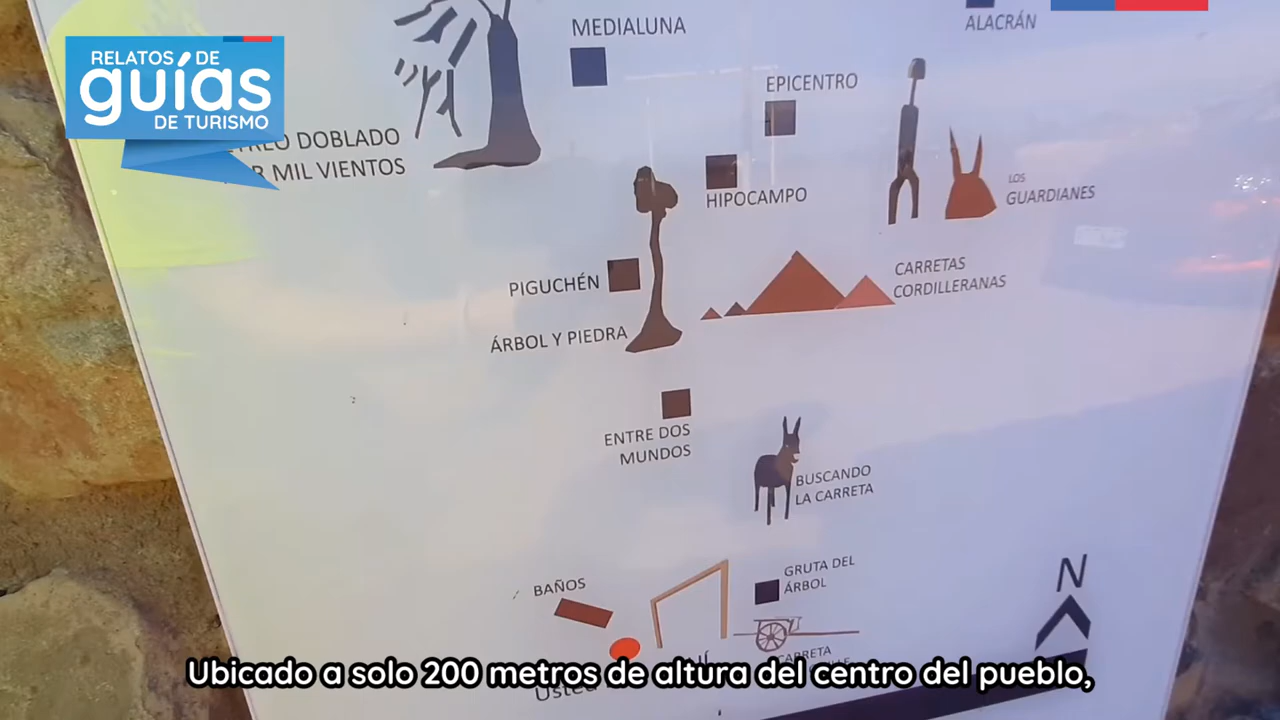 RELATOS DE
guías
DE TURISMO
MEDIALUNA
ALACRÁN
EPICENTRO
DOBLADO
MIL VIENTOS
HIPOCAMPO
LOS
GUARDIANES
PIGUCHÉN
CARRETAS
CORDILLERANAS
ÁRBOL Y PIEDRA
ENTRE DOS
MUNDOS
BUSCANDO
LA CARRETA
BAÑOS
GRUTA DEL
ÁRBOL
N
CARRETA
Ubicado a solo 200 metros de altura del centro del pueblo,